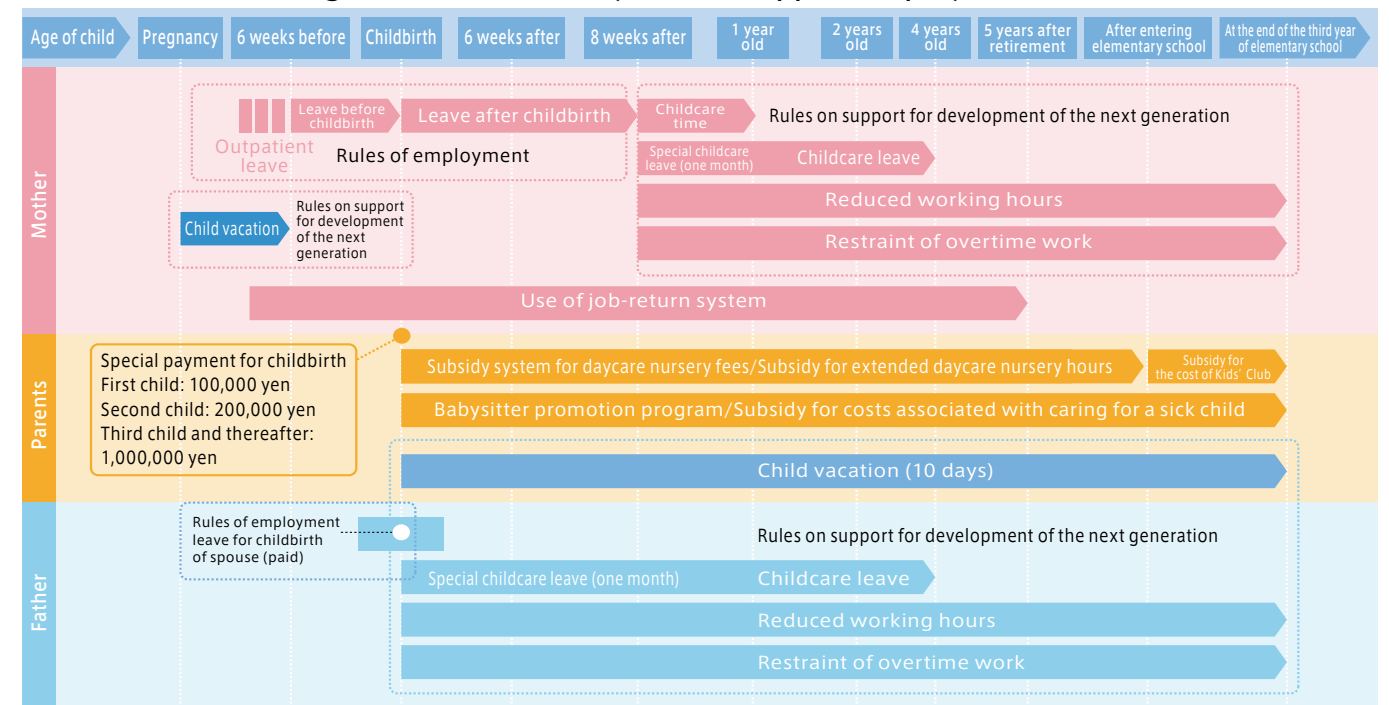 Age of child
Pregnancy
6 weeks before
Childbirth
6 weeks after
8 weeks after
1 year
old
2 years
old
4 years
old
5 years after
retirement
After entering
elementary school
At the end of the third year
of elementary school
Mother
Leave before
childbirth
Leave after childbirth
Childcare
time
Rules on support for development of the next generation
Outpatient
leave
Rules of employment
Special childcare
leave (one month)
Childcare leave
Reduced working hours
Child vacation
Rules on support
for development
of the next
generation
Restraint of overtime work
Use of job-return system
Parents
Special payment for childbirth
First child: 100,000 yen
Second child: 200,000 yen
Third child and thereafter:
1,000,000 yen
Subsidy system for daycare nursery fees/Subsidy for extended daycare nursery hours
Subsidy for
the cost of Kids' Club
Babysitter promotion program/Subsidy for costs associated with caring for a sick child
Child vacation (10 days)
Father
Rules of employment
leave for childbirth
of spouse (paid)
Rules on support for development of the next generation
Special childcare leave (one month)
Childcare leave
Reduced working hours
Restraint of overtime work